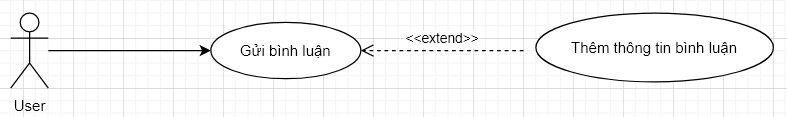 Gửi bình luận
<<extend>>
Thêm thông tin bình luận
User